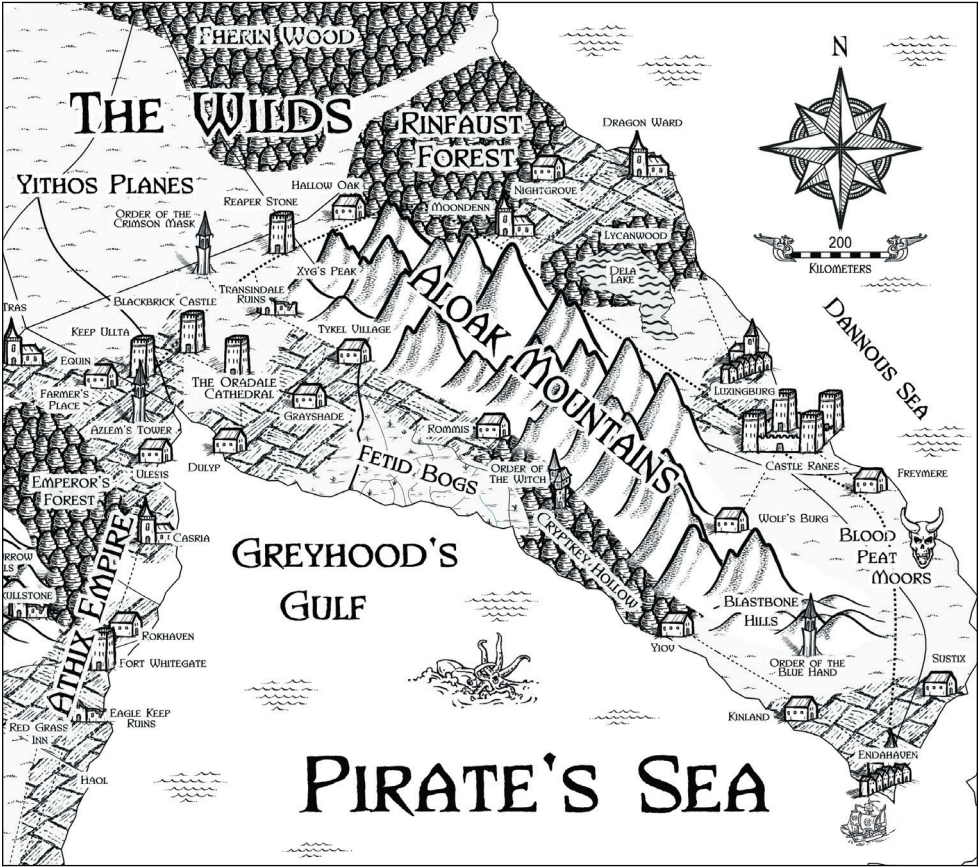 Fherin Wood
N
The Wilds
Rinfaust
Forest
Dragon Ward
Yithos Planes
Hallow Oak
Nightgrove
Reaper Stone
Moondenn
Order of the
Crimson Mask
Lycanwood
200
Kilometers
Xyg's Peak
Dela
Lake
Aloak Mountains
Transindale
Ruins
Blackbrick Castle
Tras
Keep Ullta
Tykel Village
Dannous Sea
Equin
The Oradale
Cathedral
Luxingburg
Farmer's
Place
Grayshade
Azlem's Tower
Rommis
Dulyp
Ulesis
Fetid Bogs
Order of
the Witch
Castle Ranes
Freymere
Emperor's
Forest
Wolf's Burg
Casria
Cryptkey Hollow
Blood
Peat
Moors
Greyhood's
Gulf
rrow
ls
kullstone
Athix Empire
Blastbone
Hills
Rokhaven
Yiov
Fort Whitegate
Order of the
Blue Hand
Sustix
Eagle Keep
Ruins
Kinland
Red Grass
Inn
Endahaven
Haol
Pirate's Sea